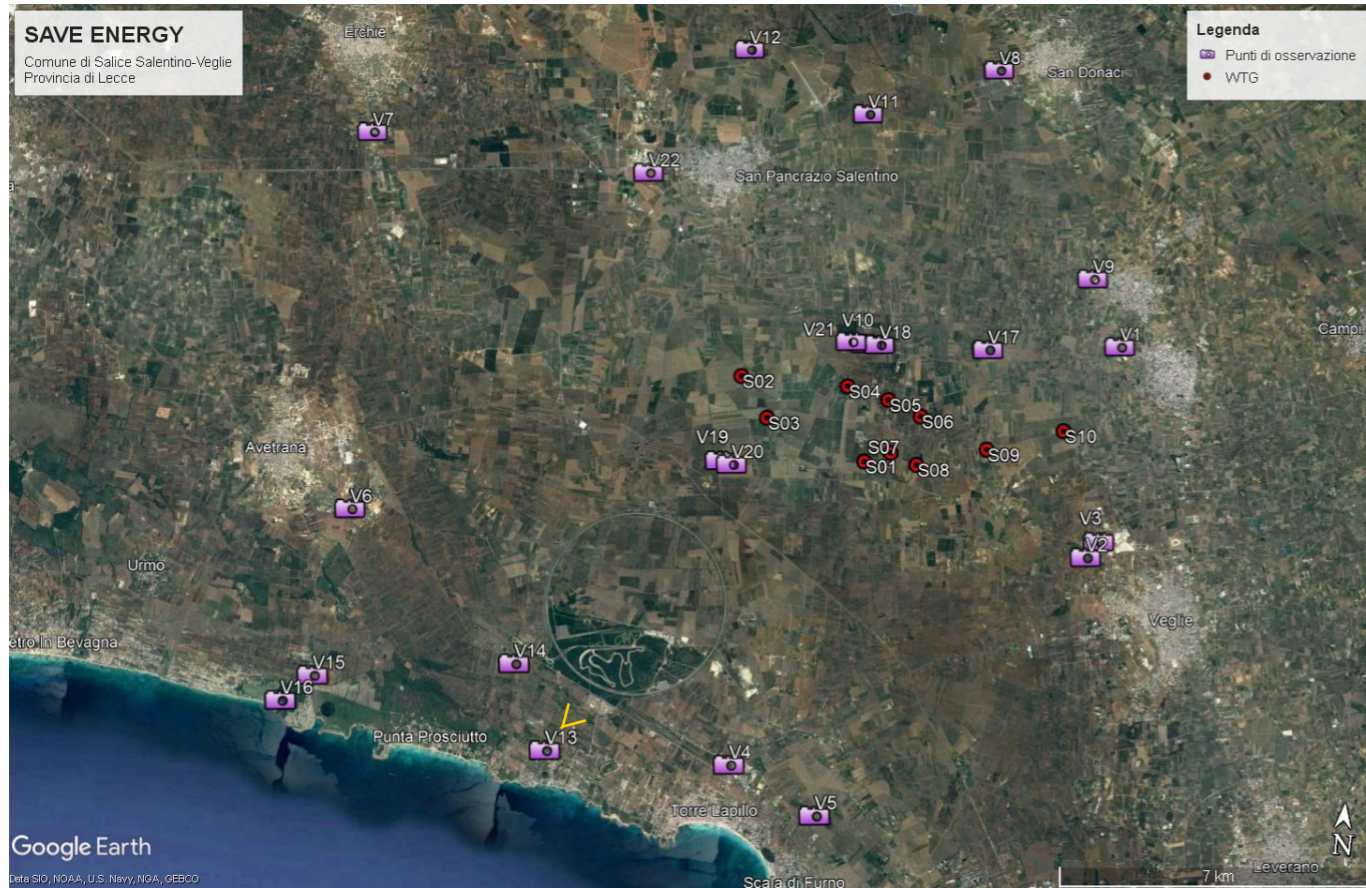 SAVE ENERGY
Comune di Salice Salentino-Veglie
Provincia di Lecce
Legenda
Punti di osservazione
WTG
Erchie
V12
V8
San Donaci
V11
V7
V22
San Pancrazio Salentino
V9
V21
V10
V18
V17
V1
Campi
S02
S04
S05
S03
S06
S10
Avetrana
V19
V20
S07
S01
S08
S09
V6
V3
V2
Urmo
Veglie
etro In Bevagna
V14
V15
V16
Punta Prosciutto
V13
V4
Torre Lapillo
V5
N
Google Earth
Data SIO, NOAA, U.S. Navy, NGA, GEBCO
Scala di Furno
7 km
Leverano